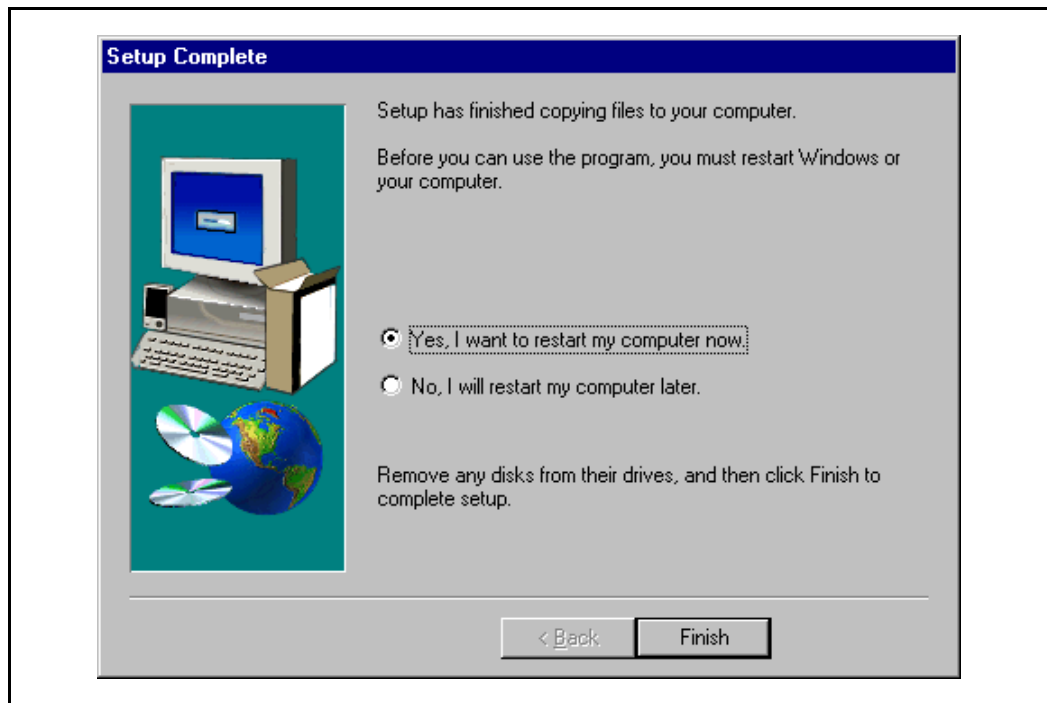 Setup Complete
Setup has finished copying files to your computer.
Before you can use the program, you must restart Windows or
your computer.
Yes, I want to restart my computer now.
No, I will restart my computer later.
Remove any disks from their drives, and then click Finish to
complete setup.
< Back
Finish